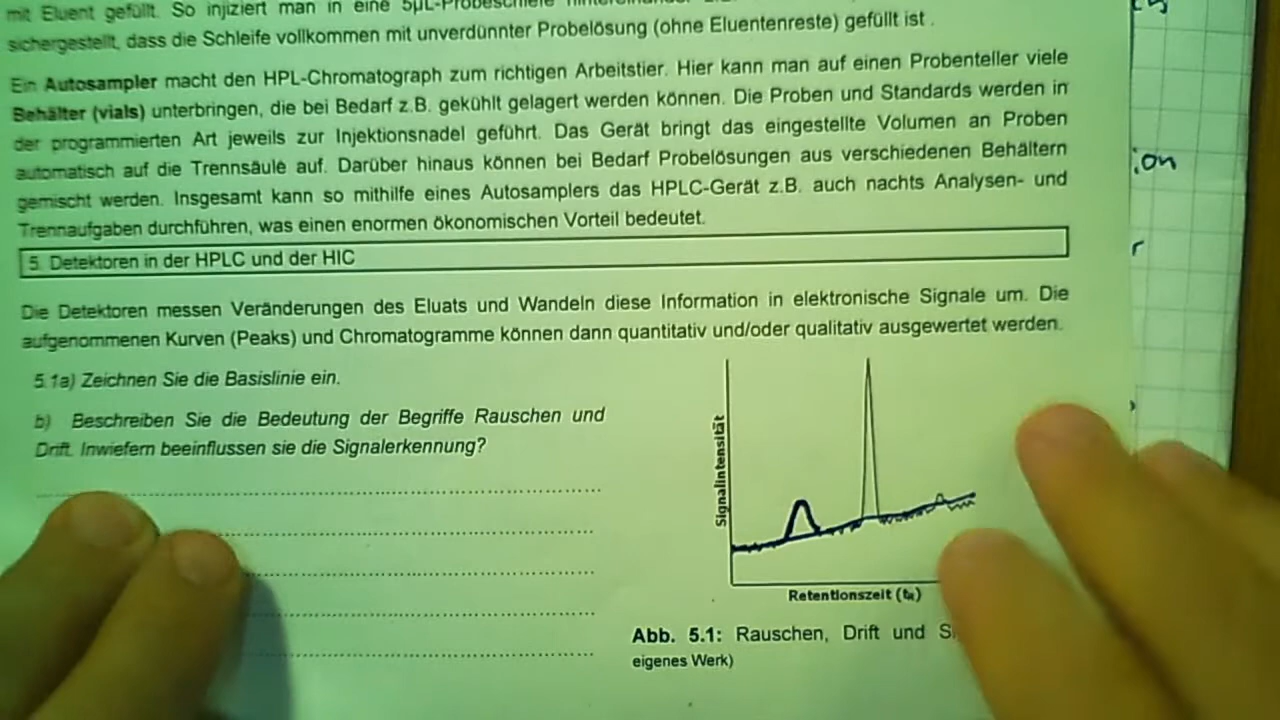 mit Eluent gefüllt. So injiziert man in eine 5µL-Probeschleife
sichergestellt, dass die Schleife vollkommen mit unverdünnter Probelösung (ohne Eluentenreste) gefüllt ist .
Ein Autosampler macht den HPL-Chromatograph zum richtigen Arbeitstier. Hier kann man auf einen Probenteller viele
Behälter (vials) unterbringen, die bei Bedarf z.B. gekühlt gelagert werden können. Die Proben und Standards werden in
der programmierten Art jeweils zur Injektionsnadel geführt. Das Gerät bringt das eingestellte Volumen an Proben
automatisch auf die Trennsäule auf. Darüber hinaus können bei Bedarf Probelösungen aus verschiedenen Behältern
gemischt werden. Insgesamt kann so mithilfe eines Autosamplers das HPLC-Gerät z.B. auch nachts Analysen- und
Trennaufgaben durchführen, was einen enormen ökonomischen Vorteil bedeutet.
5. Detektoren in der HPLC und der HIC
Die Detektoren messen Veränderungen des Eluats und Wandeln diese Information in elektronische Signale um. Die
aufgenommenen Kurven (Peaks) und Chromatogramme können dann quantitativ und/oder qualitativ ausgewertet werden.
5.1a) Zeichnen Sie die Basislinie ein.
b) Beschreiben Sie die Bedeutung der Begriffe Rauschen und
Drift. Inwiefern beeinflussen sie die Signalerkennung?
Signalintensität
Retentionszeit (tR)
Abb. 5.1: Rauschen, Drift und
eigenes Werk)
ion
r